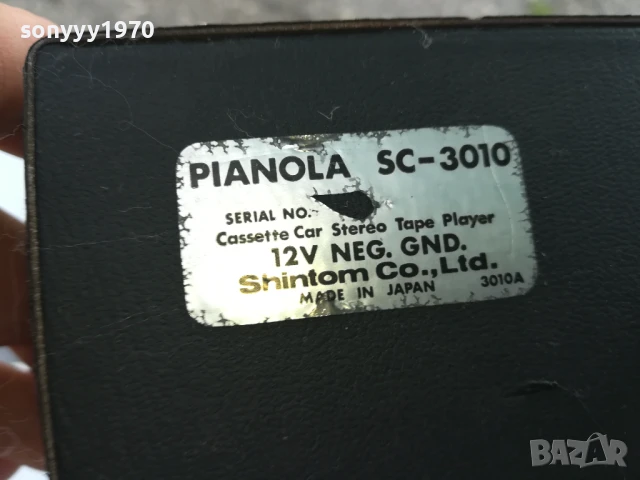 sonyyy1970
PIANOLA SC-3010
SERIAL NO.
Cassette Car Stereo Tape Player
12V NEG. GND.
Shintom Co., Ltd.
MADE IN JAPAN 3010A
BAZAR